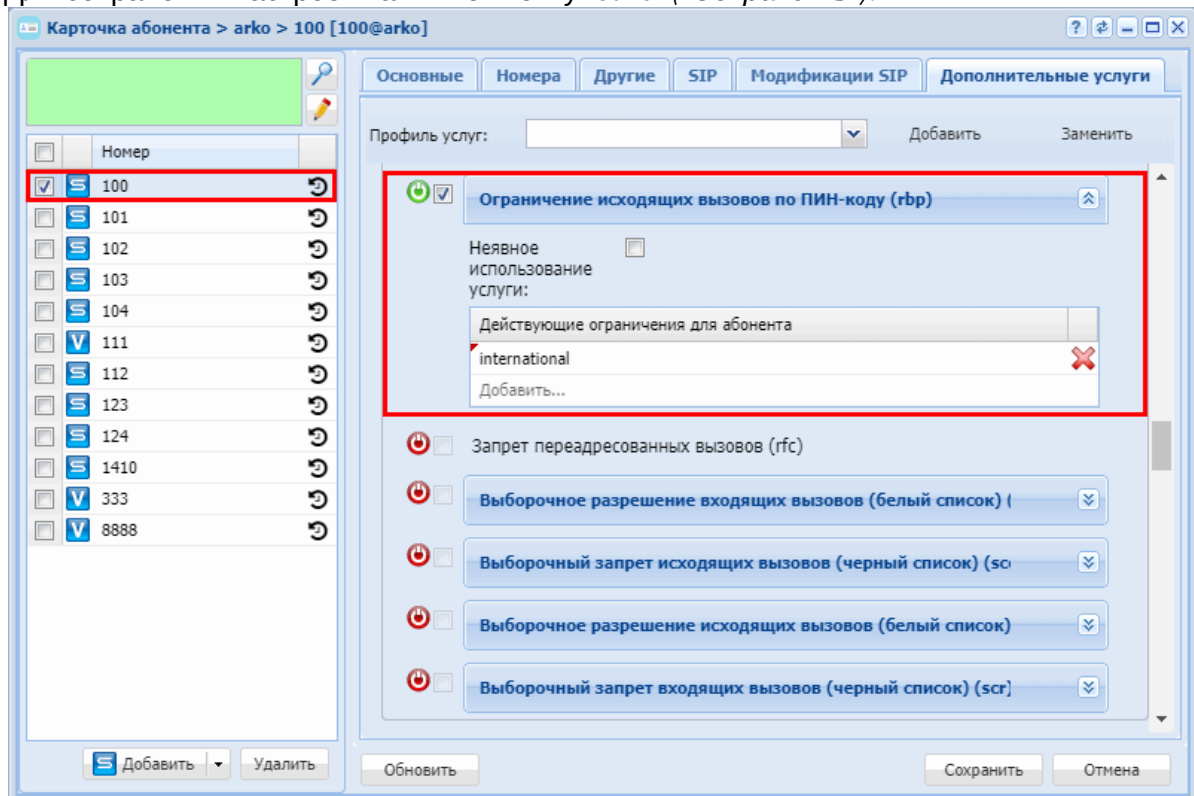 Карточка абонента > arko > 100 [100@arko]
Основные Номера Другие SIP Модификации SIP Дополнительные услуги
Профиль услуг: Добавить Заменить
Номер
100
101
102
103
104
111
112
123
124
1410
333
8888
Ограничение исходящих вызовов по ПИН-коду (rbp)
Неявное
использование
услуги:
Действующие ограничения для абонента
international
Добавить...
Запрет переадресованных вызовов (rfc)
Выборочное разрешение входящих вызовов (белый список) (
Выборочный запрет исходящих вызовов (черный список) (sc
Выборочное разрешение исходящих вызовов (белый список)
Выборочный запрет входящих вызовов (черный список) (scr)
Добавить Удалить
Обновить Сохранить Отмена